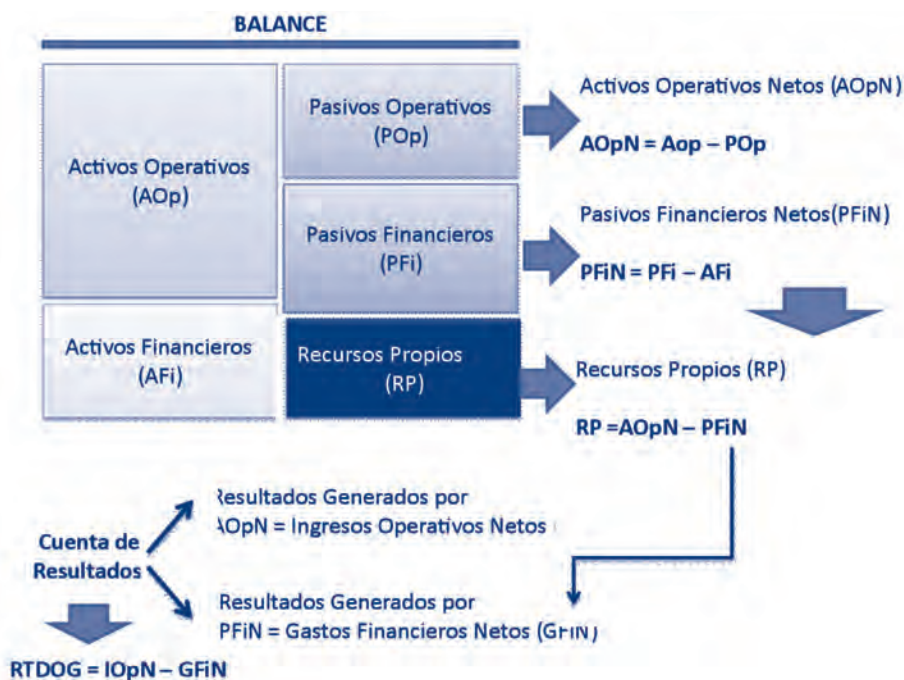 BALANCE
Activos Operativos
(AOp)
Pasivos Operativos
(POp)
Activos Operativos Netos (AOpN)
AOpN = Aop – POp
Pasivos Financieros
(PFi)
Pasivos Financieros Netos(PFiN)
PFiN = PFi – AFi
Activos Financieros
(AFi)
Recursos Propios
(RP)
Recursos Propios (RP)
RP =AOpN – PFiN
Cuenta de
Resultados
Resultados Generados por
AOpN = Ingresos Operativos Netos (
Resultados Generados por
PFiN = Gastos Financieros Netos (GFiN)
RTDOG = IOpN – GFiN